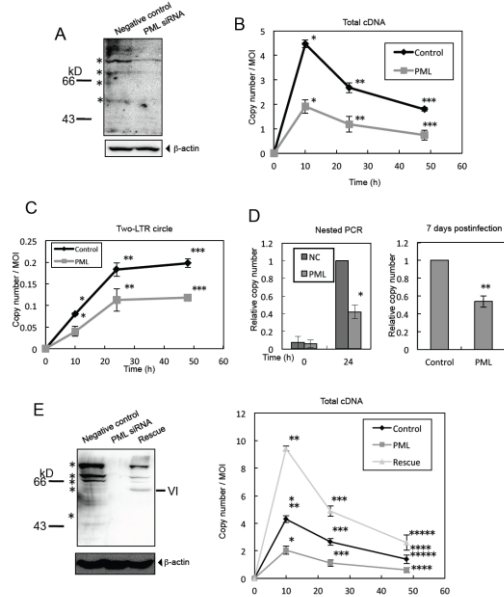 A
Negative control
PML siRNA
kD
*
*
66
*
*
*
43
β-actin
B
Total cDNA
Copy number / MOI
5
4
3
2
1
0
Control
PML
*
**
***
*
**
***
0 10 20 30 40 50 60
Time (h)
C
Two-LTR circle
Copy number / MOI
0.2
0.15
0.1
0.05
0
Control
PML
*
**
***
*
**
***
0 10 20 30 40 50 60
Time (h)
D
Nested PCR
Relative copy number
1.2
1
0.8
0.6
0.4
0.2
0
NC
PML
*
Time (h) 0 24
7 days postinfection
Relative copy number
1.2
1
0.8
0.6
0.4
0.2
0
**
Control PML
E
Negative control
PML siRNA
Rescue
kD
*
*
66
*
*
VI
*
43
β-actin
Total cDNA
Copy number / MOI
12
10
8
6
4
2
0
Control
PML
Rescue
**
***
*****
*
**
***
****
*****
*
***
****
0 10 20 30 40 50 60
Time (h)